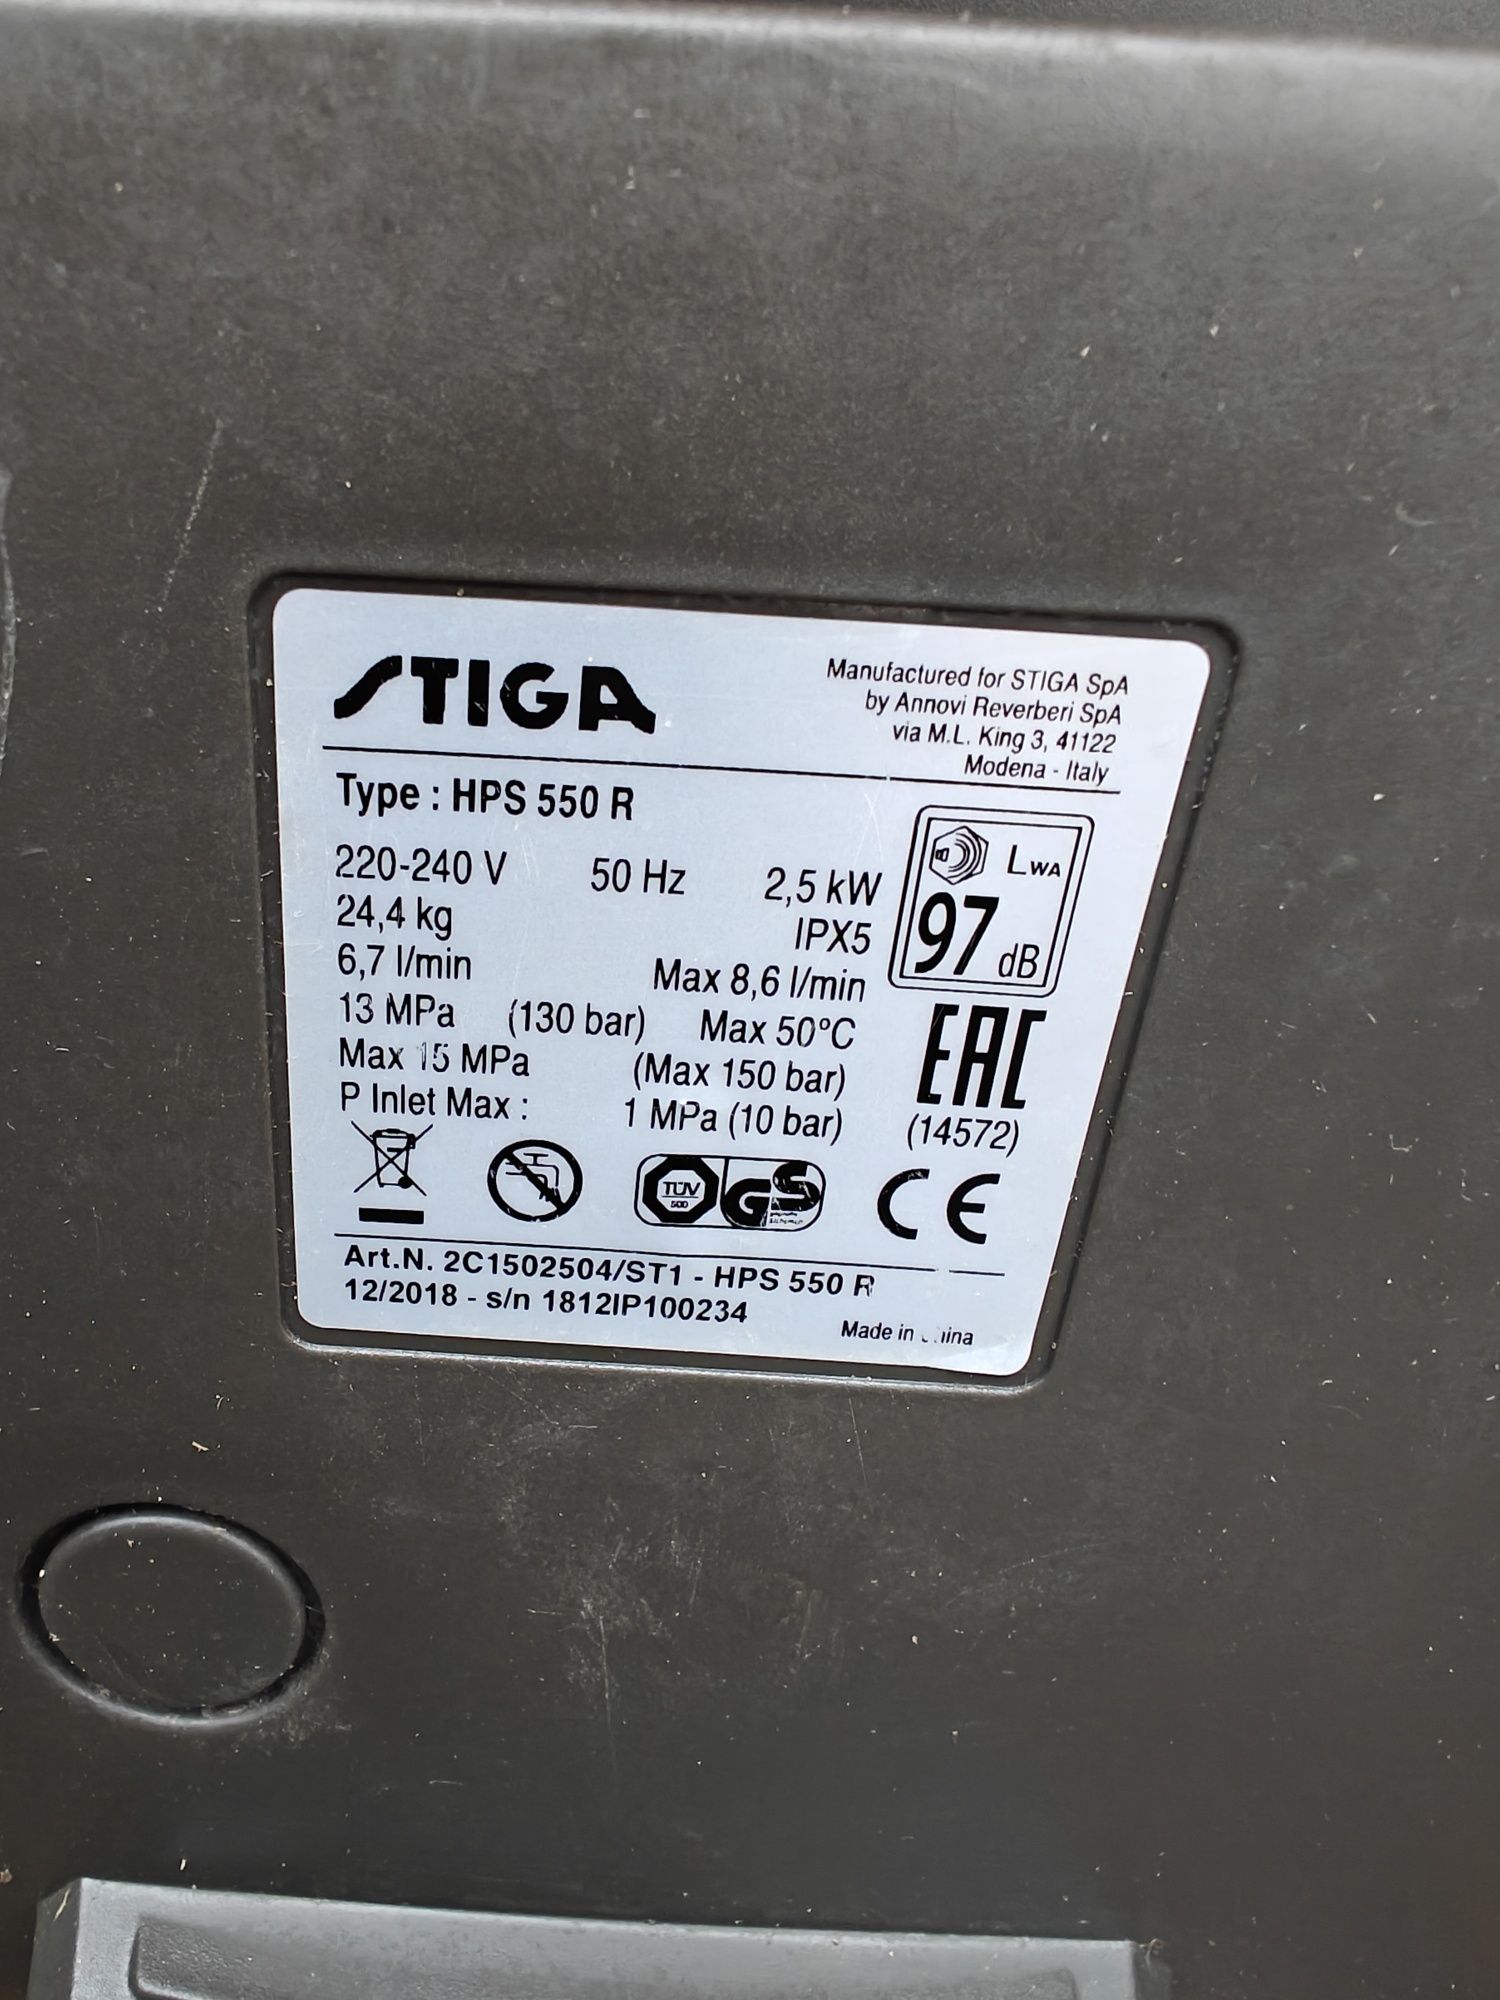 STIGA
Manufactured for STIGA SpA
by Annovi Reverberi SpA
via M.L. King 3, 41122
Modena - Italy
Type : HPS 550 R
220-240 V 50 Hz 2,5 kW
24,4 kg IPX5
6,7 l/min Max 8,6 l/min
13 MPa (130 bar) Max 50°C
Max 15 MPa (Max 150 bar)
P Inlet Max : 1 MPa (10 bar)
LWA
97 dB
EAC
(14572)
TÜV
SÜD
GS
CE
Art.N. 2C1502504/ST1 - HPS 550 R
12/2018 - s/n 1812IP100234
Made in China